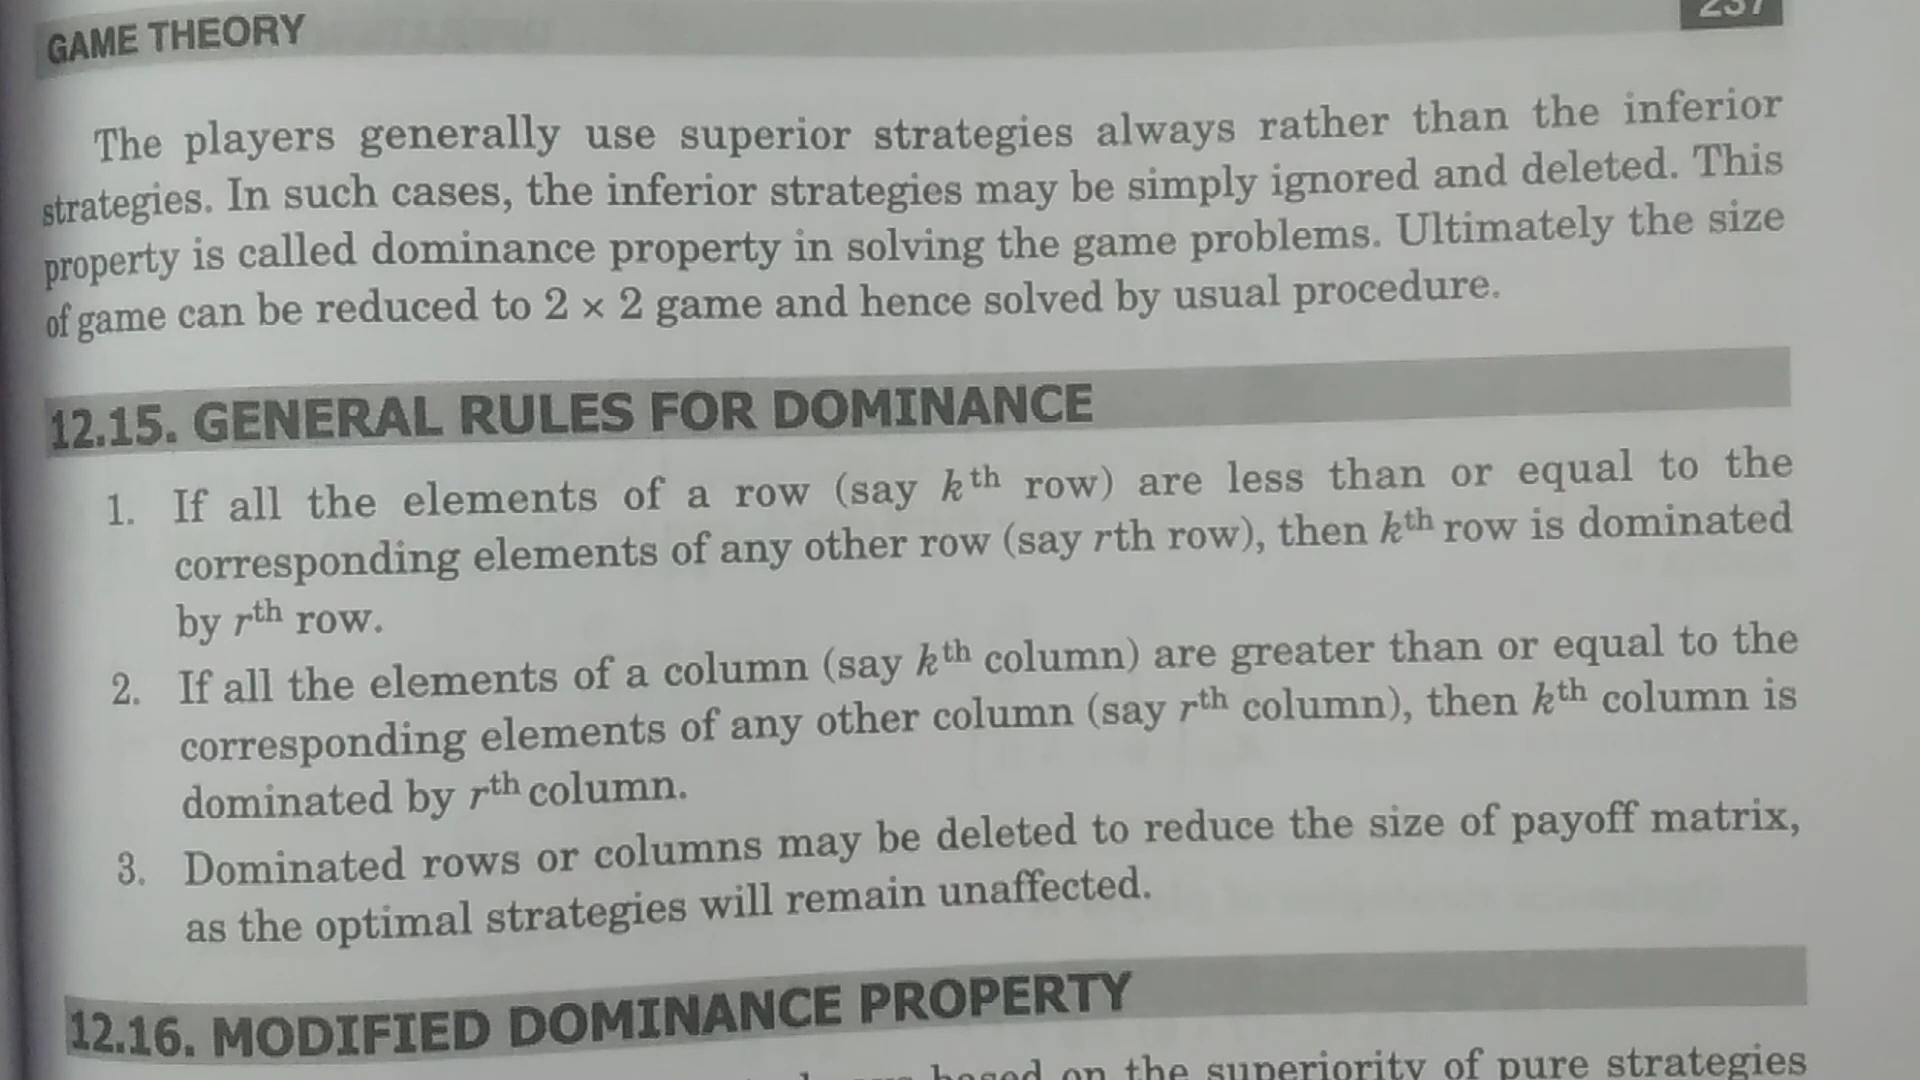 GAME THEORY
237
The players generally use superior strategies always rather than the inferior
strategies. In such cases, the inferior strategies may be simply ignored and deleted. This
property is called dominance property in solving the game problems. Ultimately the size
of game can be reduced to 2 × 2 game and hence solved by usual procedure.
12.15. GENERAL RULES FOR DOMINANCE
1. If all the elements of a row (say kth row) are less than or equal to the
corresponding elements of any other row (say rth row), then kth row is dominated
by rth row.
2. If all the elements of a column (say kth column) are greater than or equal to the
corresponding elements of any other column (say rth column), then kth column is
dominated by rth column.
3. Dominated rows or columns may be deleted to reduce the size of payoff matrix,
as the optimal strategies will remain unaffected.
12.16. MODIFIED DOMINANCE PROPERTY
based on the superiority of pure strategies